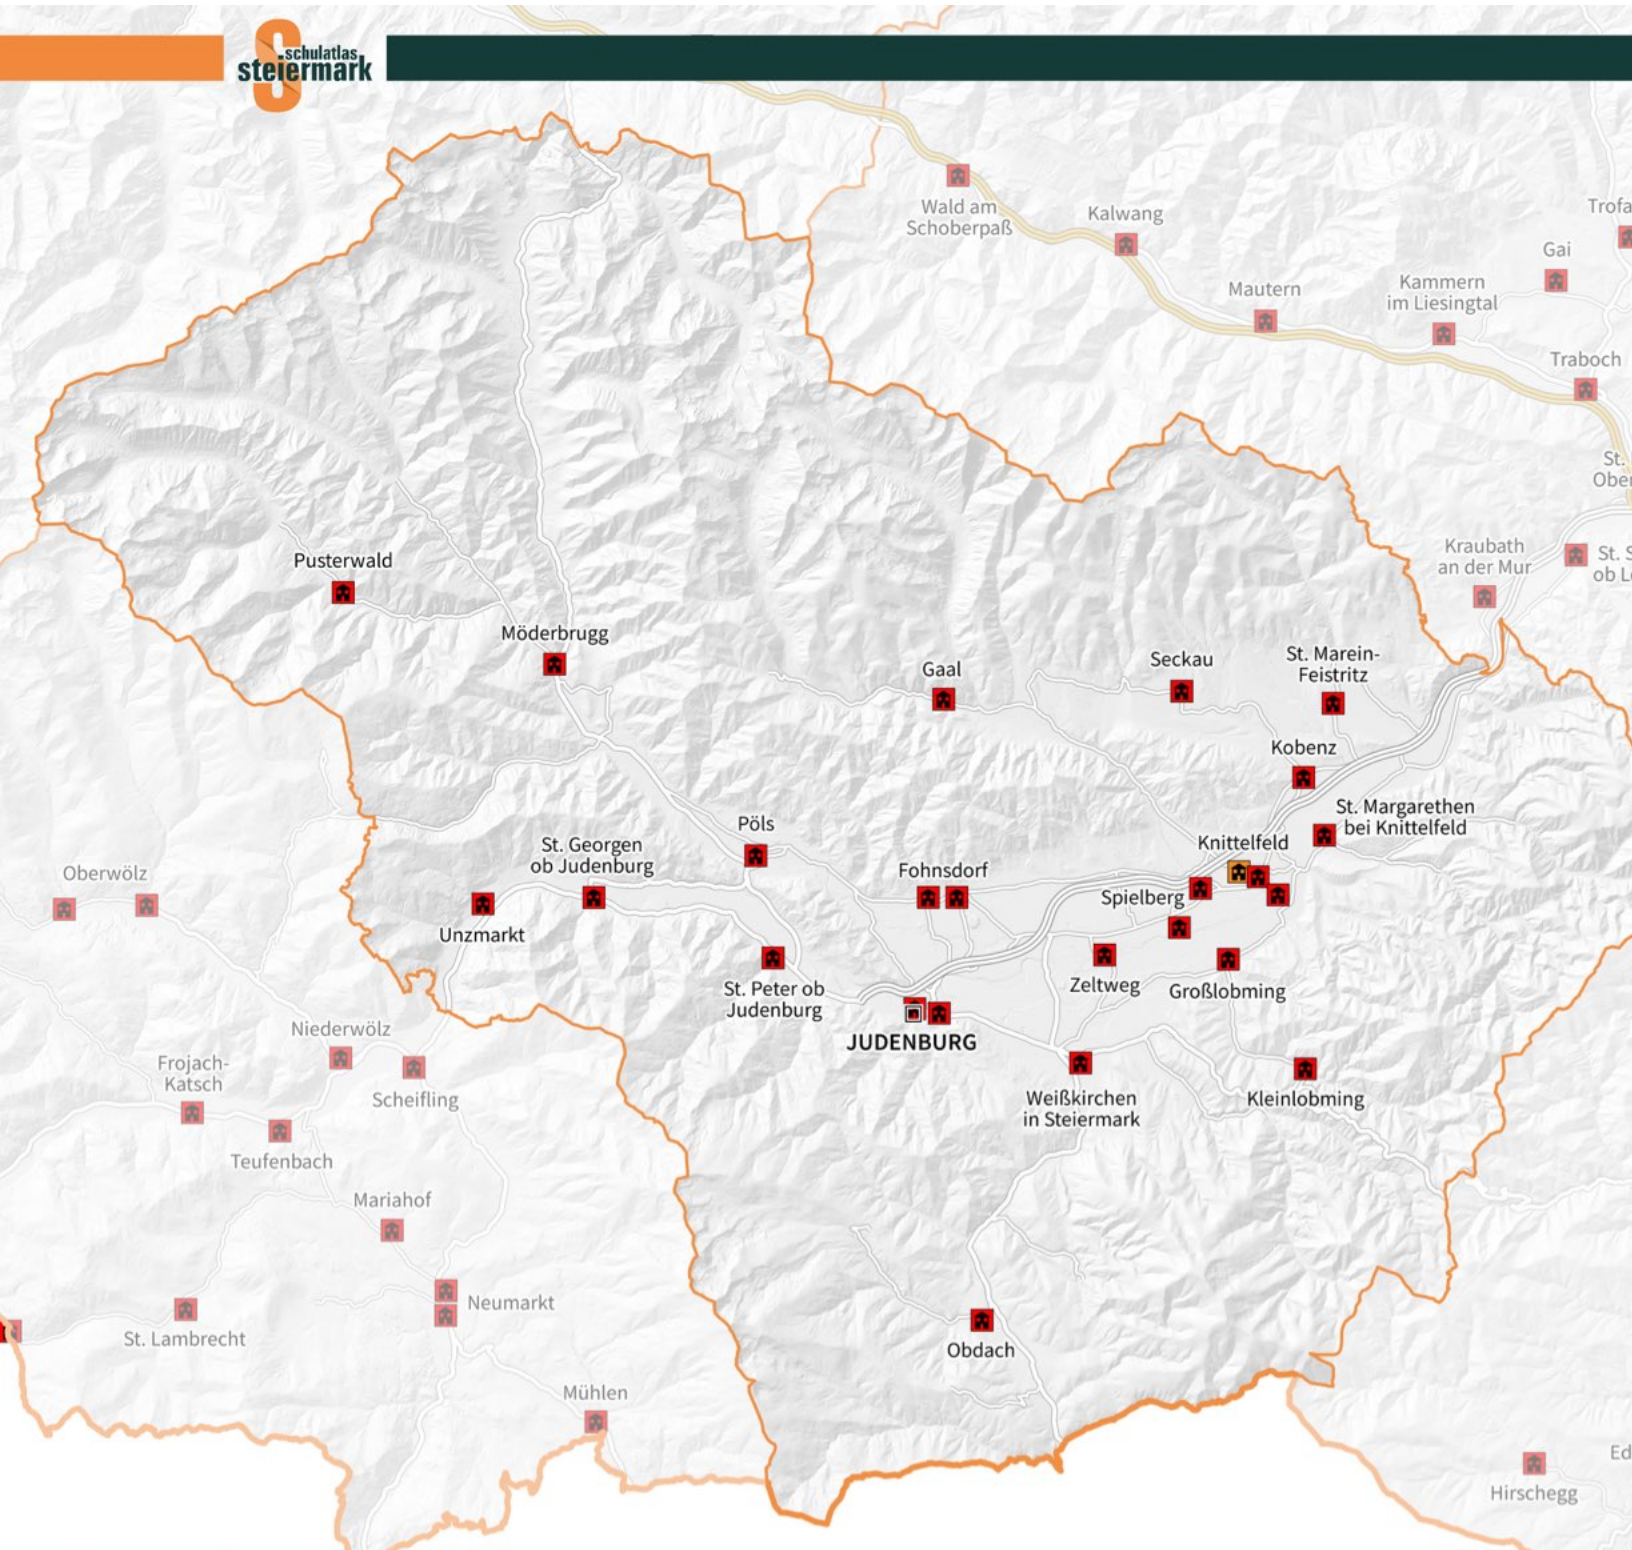 schulatlas
steiermark
Wald am
Schoberpaß
Kalwang
Gai
Mautern
Kammern
im Liesingtal
Traboch
Pusterwald
Kraubath
an der Mur
Möderbrugg
Gaal
Seckau
St. Marein-
Feistritz
Kobenz
St. Margarethen
bei Knittelfeld
Pöls
Knittelfeld
St. Georgen
ob Judenburg
Oberwölz
Fohnsdorf
Spielberg
Unzmarkt
St. Peter ob
Judenburg
Zeltweg
Großlobming
Niederwölz
JUDENBURG
Frojach-
Katsch
Scheifling
Weißkirchen
in Steiermark
Kleinlobming
Teufenbach
Mariahof
Neumarkt
St. Lambrecht
Obdach
Mühlen
Hirschegg